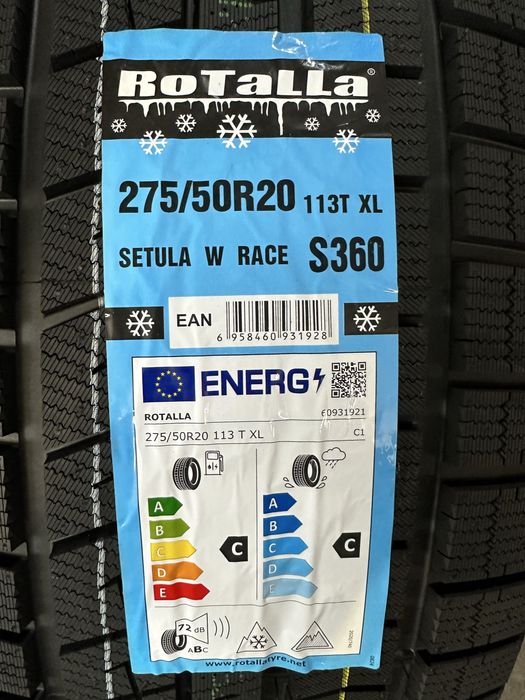 RoTaLLa®
275/50R20 113T XL
SETULA W RACE S360
EAN
6 958460 931928
ENERG
ROTALLA 60931921
275/50R20 113 T XL C1
A A
B B
C C C C
D D
E E
72 dB
ABC
www.rotallatyre.net